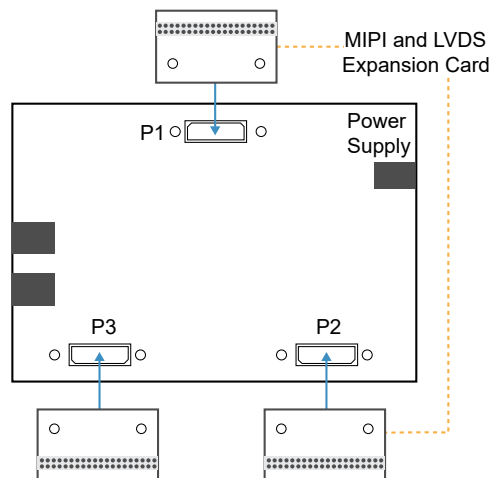 MIPI and LVDS
Expansion Card
P1
Power
Supply
P3
P2